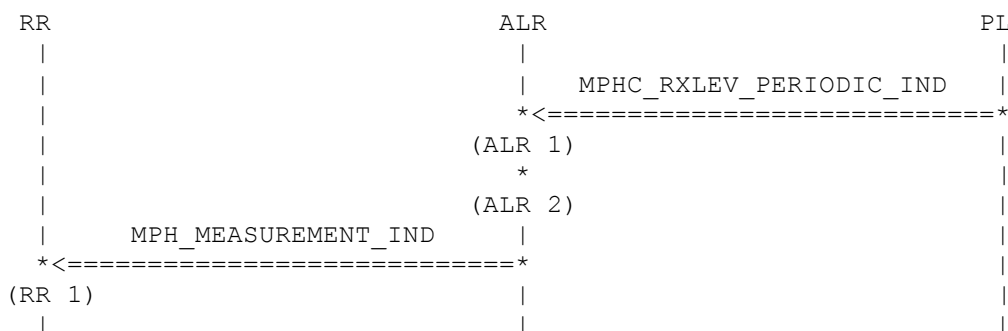 RR ALR PL
MPHC_RXLEV_PERIODIC_IND
*<============================*
(ALR 1)
*
(ALR 2)
MPH_MEASUREMENT_IND
*<============================*
(RR 1)